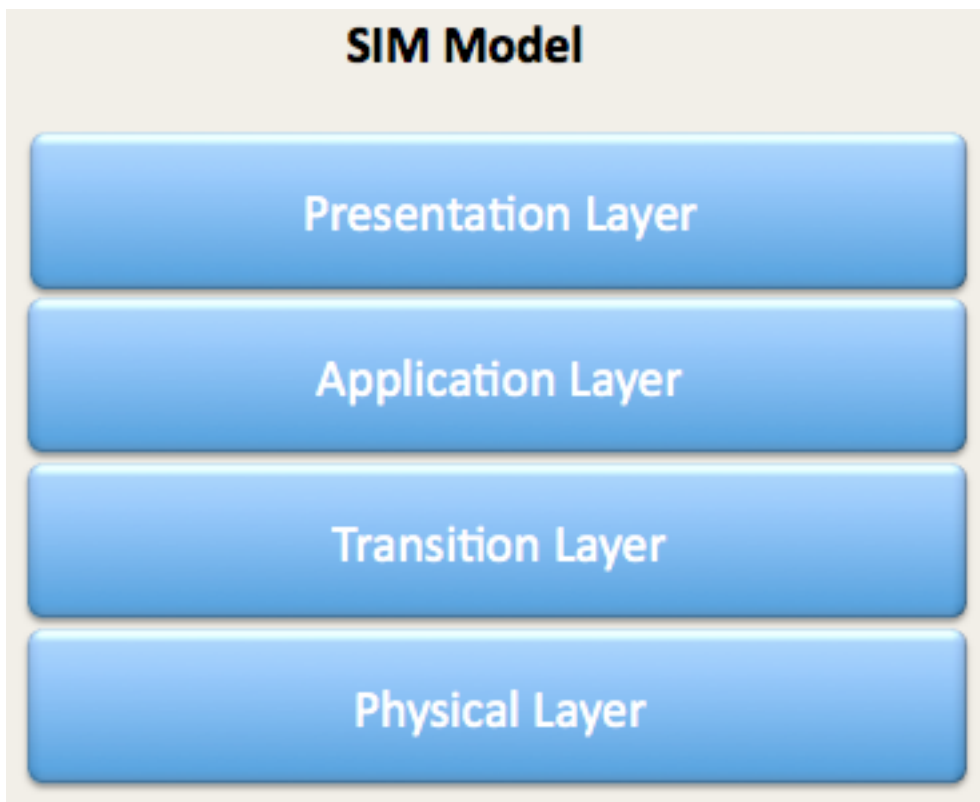 SIM Model
Presentation Layer
Application Layer
Transition Layer
Physical Layer